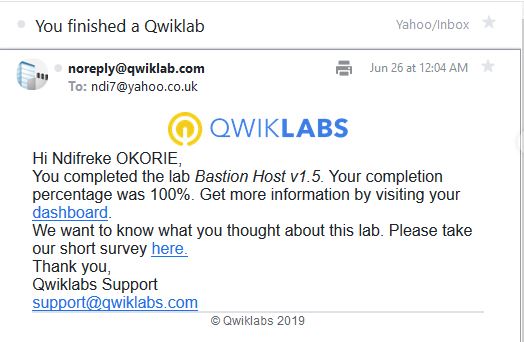 You finished a Qwiklab
Yahoo/Inbox
noreply@qwiklab.com
Jun 26 at 12:04 AM
To: ndi7@yahoo.co.uk
QWIKLABS
Hi Ndifreke OKORIE,
You completed the lab Bastion Host v1.5. Your completion
percentage was 100%. Get more information by visiting your
dashboard.
We want to know what you thought about this lab. Please take
our short survey here.
Thank you,
Qwiklabs Support
support@qwiklabs.com
© Qwiklabs 2019